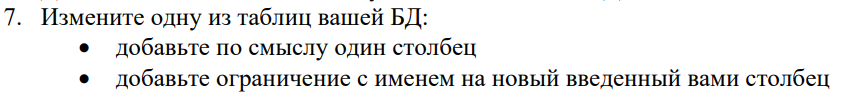 7. Измените одну из таблиц вашей БД:
• добавьте по смыслу один столбец
• добавьте ограничение с именем на новый введенный вами столбец